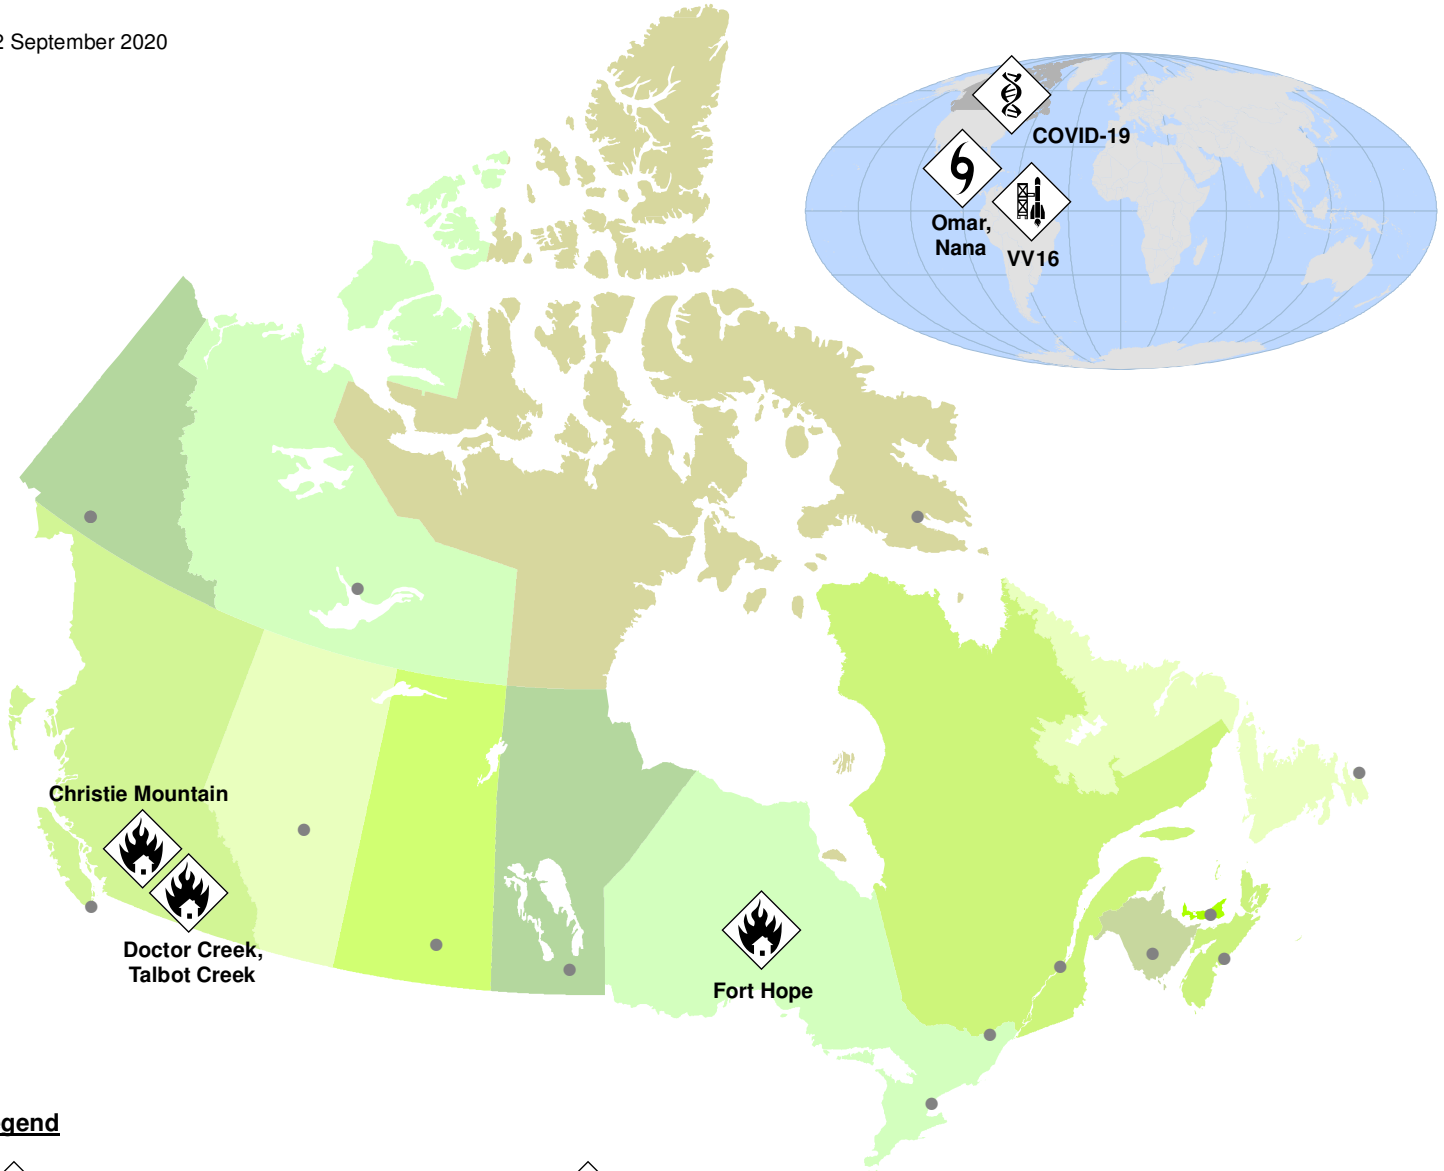 2 September 2020
COVID-19
Omar,
Nana
VV16
Christie Mountain
Doctor Creek,
Talbot Creek
Fort Hope
gend